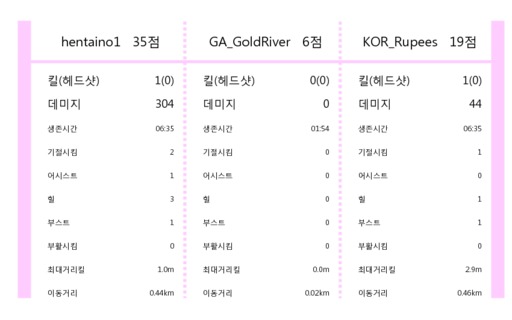 hentaino1 35점 GA_GoldRiver 6점 KOR_Rupees 19점
킬(헤드샷) 1(0) 킬(헤드샷) 0(0) 킬(헤드샷) 1(0)
데미지 304 데미지 0 데미지 44
생존시간 06:35 생존시간 01:54 생존시간 06:35
기절시킴 2 기절시킴 0 기절시킴 1
어시스트 1 어시스트 0 어시스트 0
힐 3 힐 0 힐 1
부스트 1 부스트 0 부스트 1
부활시킴 0 부활시킴 0 부활시킴 0
최대거리킬 1.0m 최대거리킬 0.0m 최대거리킬 2.9m
이동거리 0.44km 이동거리 0.02km 이동거리 0.46km